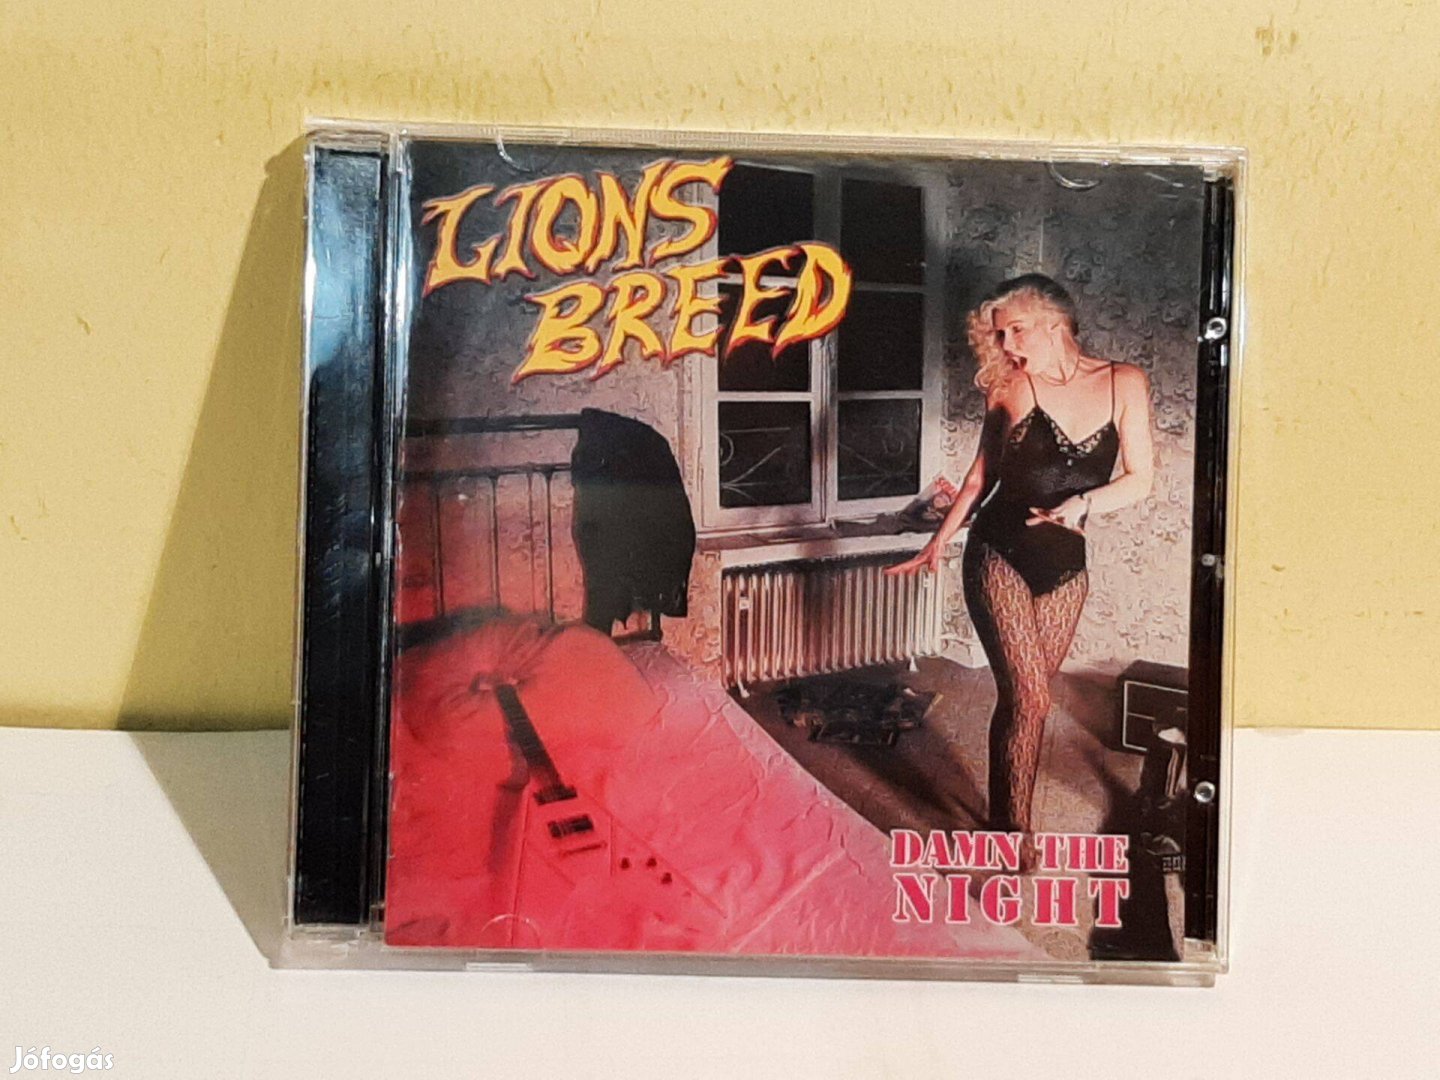 LIONS
BREED
DAMN THE
NIGHT
Jófogás